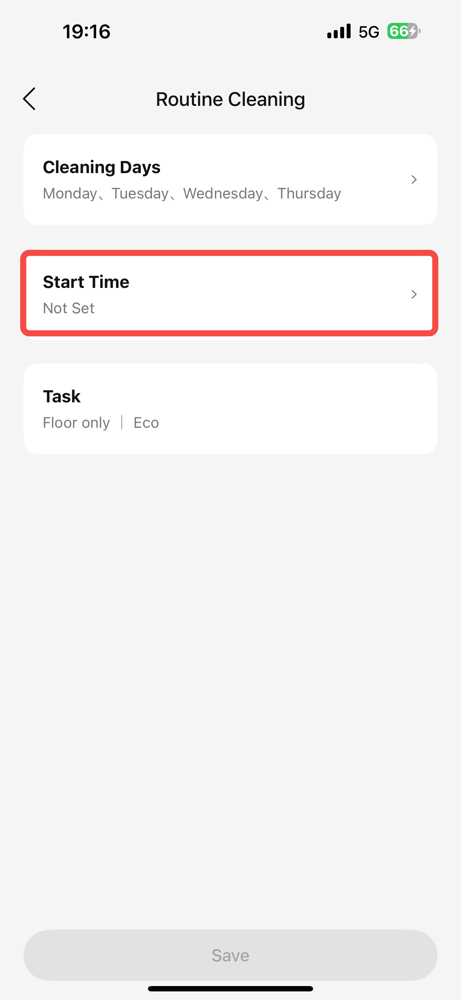 19:16 5G 66
Routine Cleaning
Cleaning Days
Monday、Tuesday、Wednesday、Thursday
Start Time
Not Set
Task
Floor only | Eco
Save